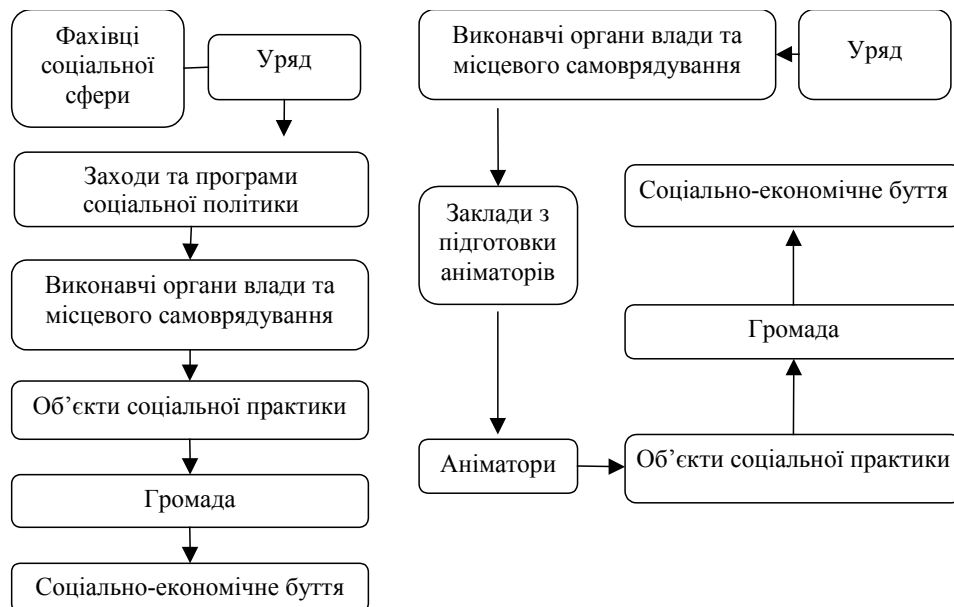 Фахівці
соціальної
сфери
Уряд
Заходи та програми
соціальної політики
Виконавчі органи влади та
місцевого самоврядування
Об’єкти соціальної практики
Громада
Соціально-економічне буття
Виконавчі органи влади та
місцевого самоврядування
Уряд
Заклади з
підготовки
аніматорів
Аніматори
Об’єкти соціальної практики
Громада
Соціально-економічне буття